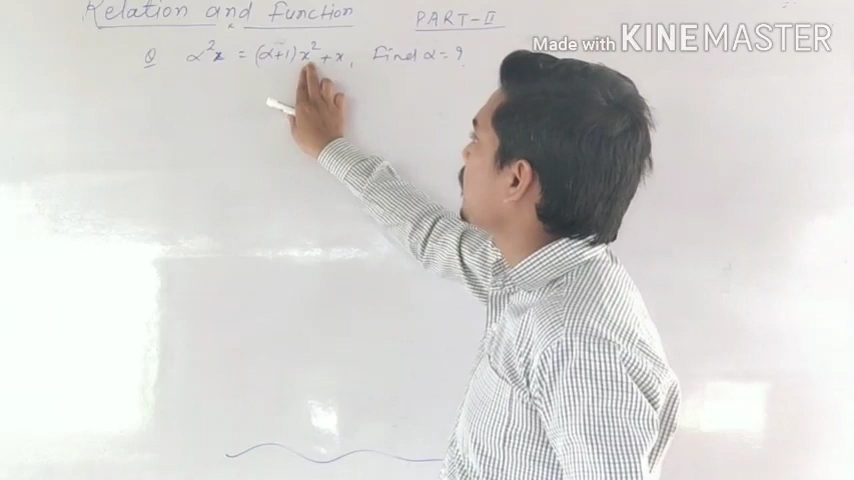 Relation and Function PART-II
Made with KINEMASTER
Q α²x = (α+1)x² + x, Find α = ?